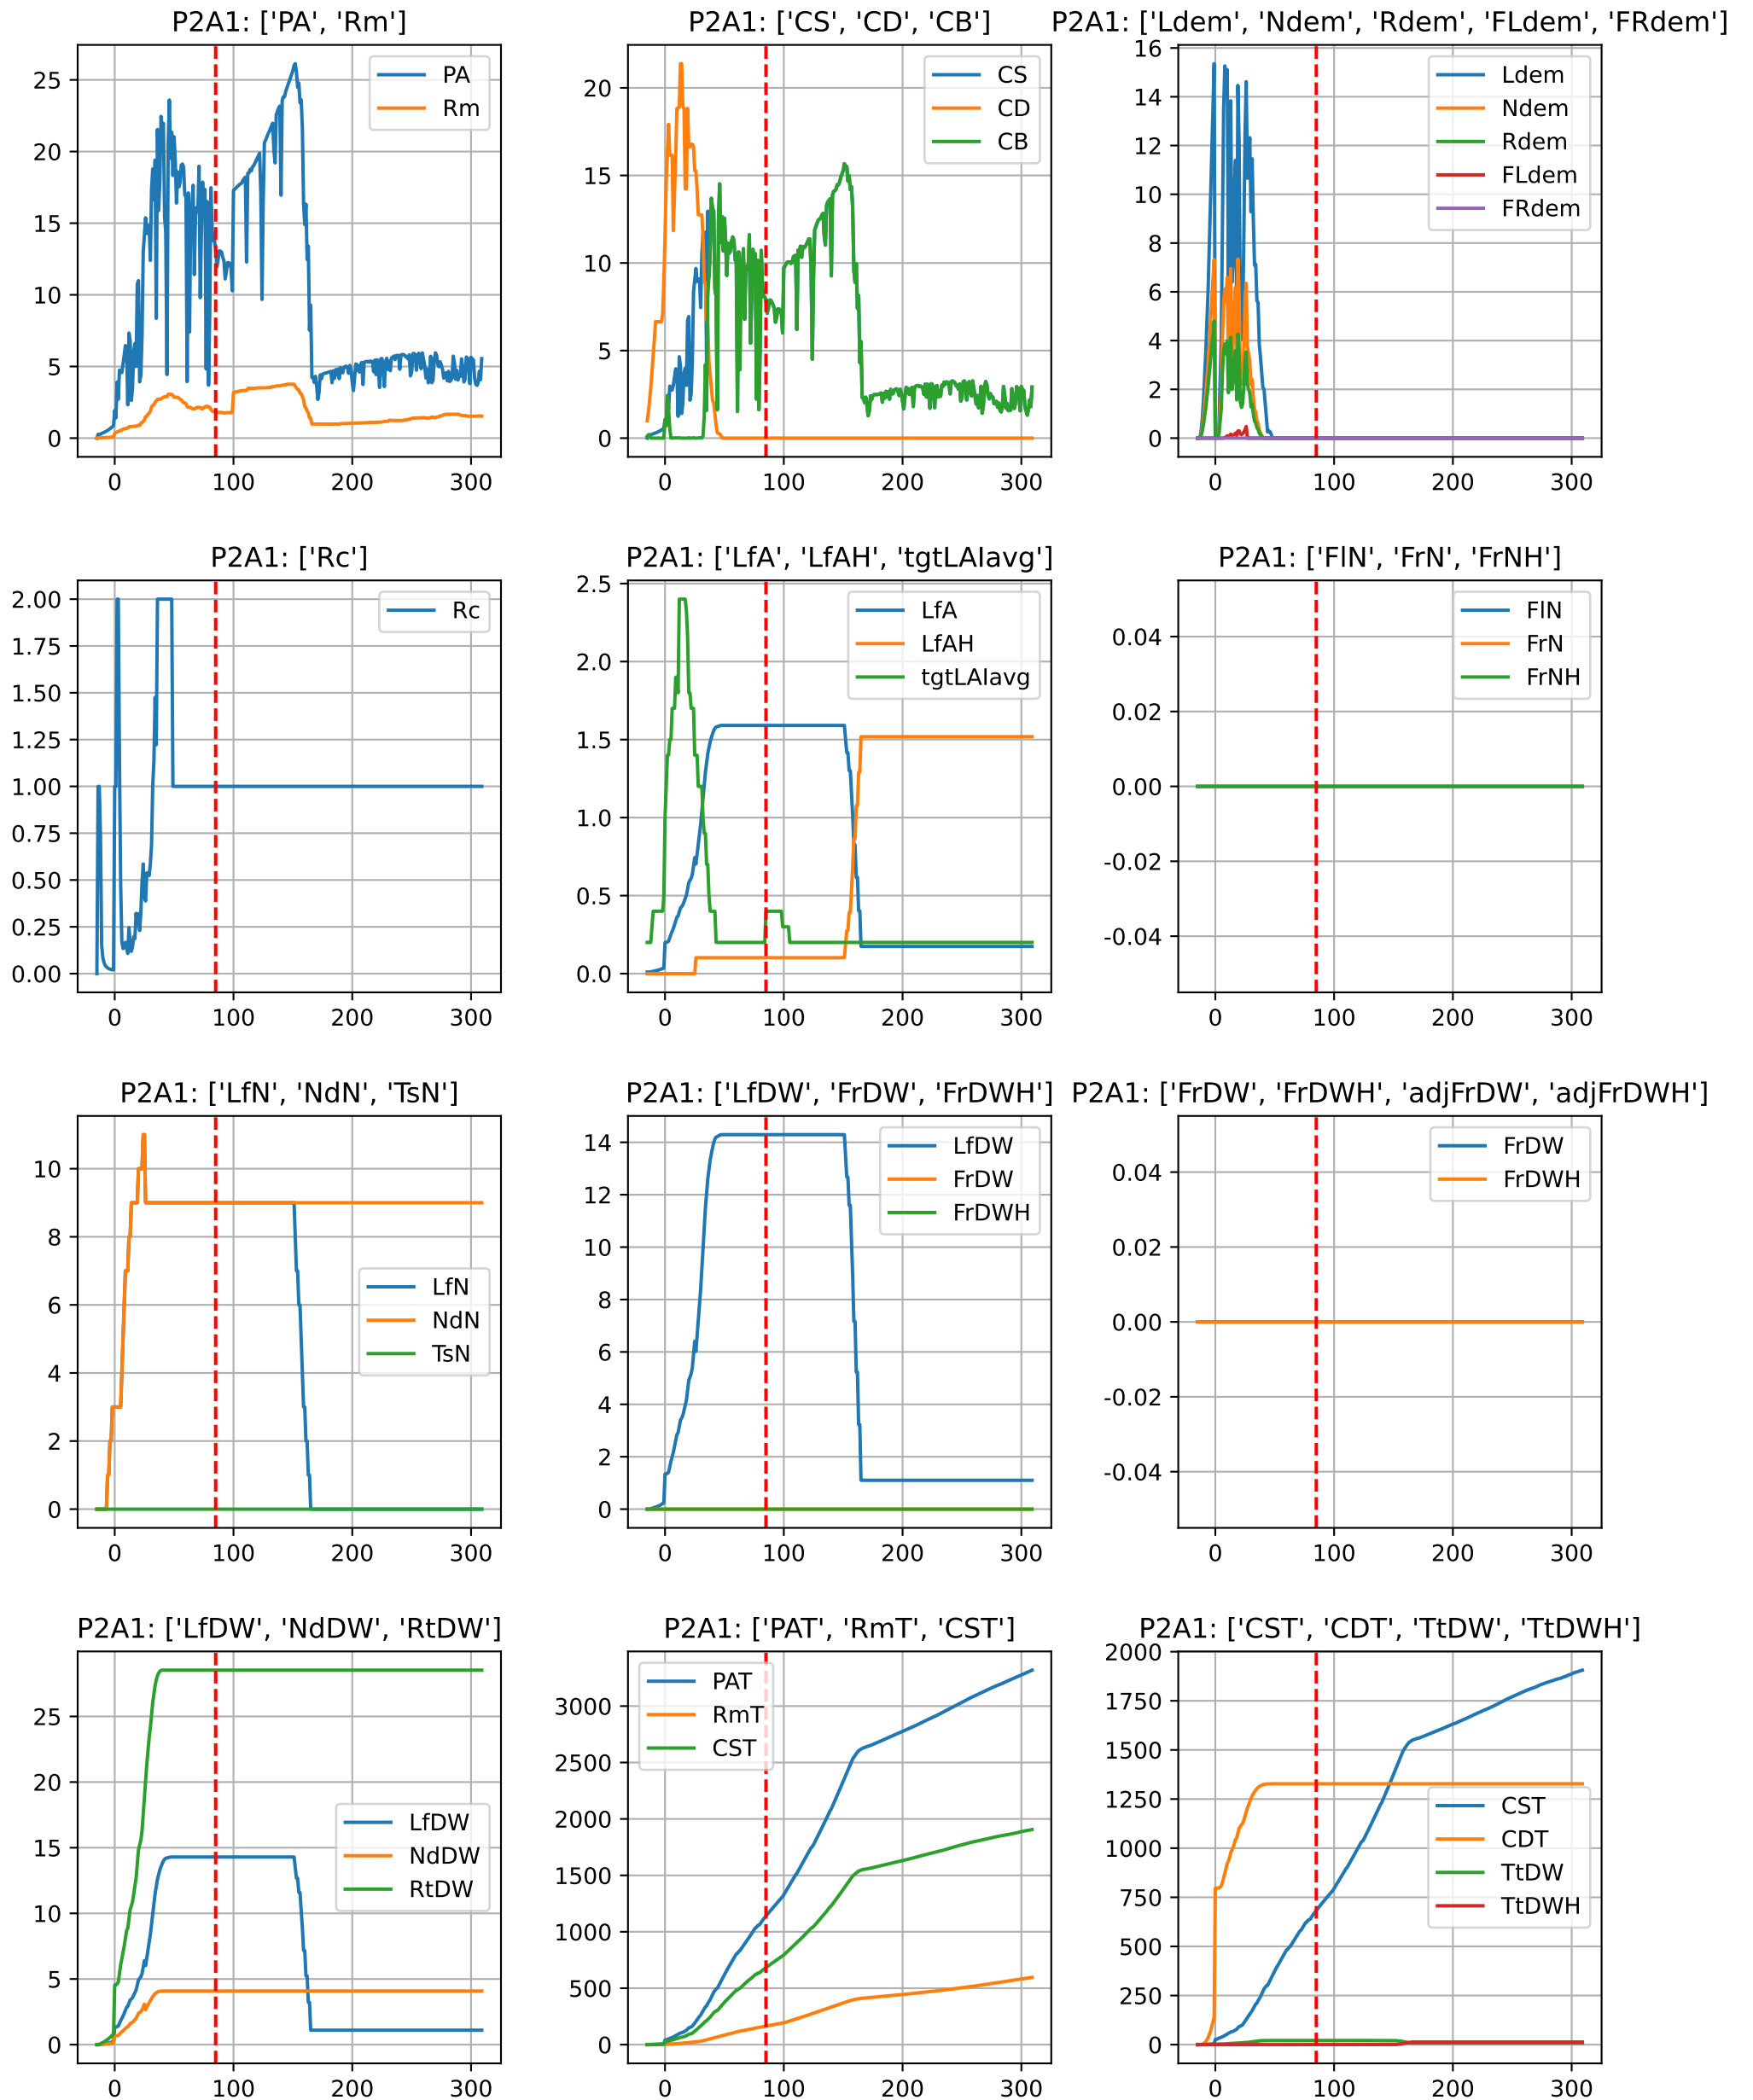 P2A1: ['PA', 'Rm']
25
20
15
10
5
0
0 100 200 300
PA
Rm
P2A1: ['CS', 'CD', 'CB']
20
15
10
5
0
0 100 200 300
CS
CD
CB
P2A1: ['Ldem', 'Ndem', 'Rdem', 'FLdem', 'FRdem']
16
14
12
10
8
6
4
2
0
0 100 200 300
Ldem
Ndem
Rdem
FLdem
FRdem
P2A1: ['Rc']
2.00
1.75
1.50
1.25
1.00
0.75
0.50
0.25
0.00
0 100 200 300
Rc
P2A1: ['LfA', 'LfAH', 'tgtLAIavg']
2.5
2.0
1.5
1.0
0.5
0.0
0 100 200 300
LfA
LfAH
tgtLAIavg
P2A1: ['FlN', 'FrN', 'FrNH']
0.04
0.02
0.00
-0.02
-0.04
0 100 200 300
FlN
FrN
FrNH
P2A1: ['LfN', 'NdN', 'TsN']
10
8
6
4
2
0
0 100 200 300
LfN
NdN
TsN
P2A1: ['LfDW', 'FrDW', 'FrDWH']
14
12
10
8
6
4
2
0
0 100 200 300
LfDW
FrDW
FrDWH
P2A1: ['FrDW', 'FrDWH', 'adjFrDW', 'adjFrDWH']
0.04
0.02
0.00
-0.02
-0.04
0 100 200 300
FrDW
FrDWH
P2A1: ['LfDW', 'NdDW', 'RtDW']
25
20
15
10
5
0
0 100 200 300
LfDW
NdDW
RtDW
P2A1: ['PAT', 'RmT', 'CST']
3000
2500
2000
1500
1000
500
0
0 100 200 300
PAT
RmT
CST
P2A1: ['CST', 'CDT', 'TtDW', 'TtDWH']
2000
1750
1500
1250
1000
750
500
250
0
0 100 200 300
CST
CDT
TtDW
TtDWH